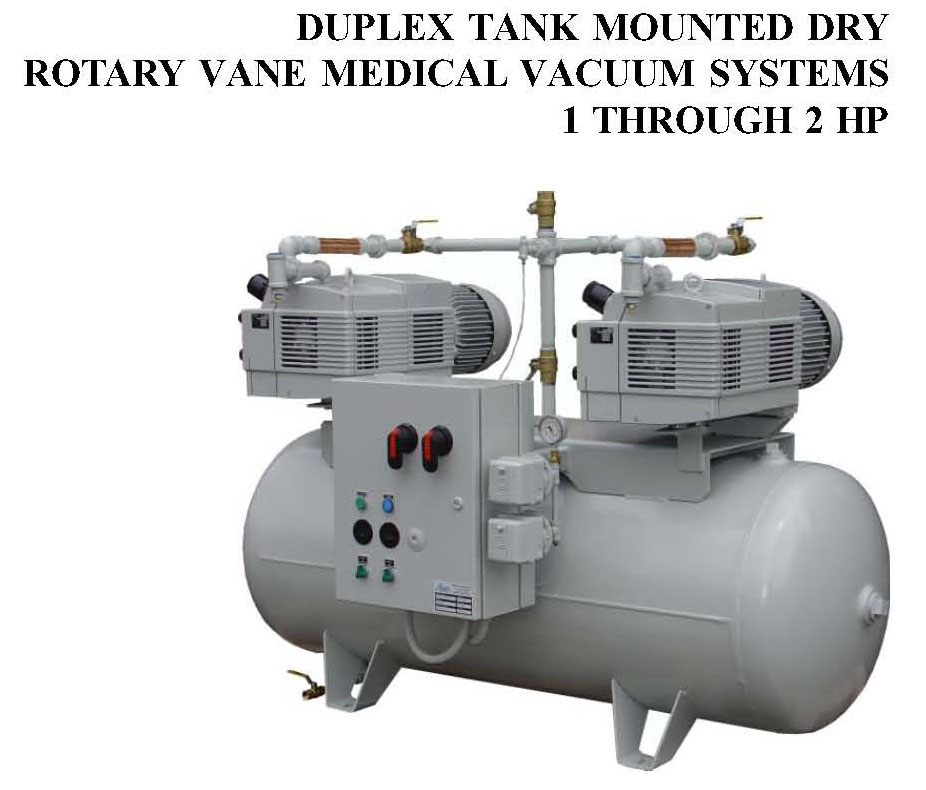 DUPLEX TANK MOUNTED DRY
ROTARY VANE MEDICAL VACUUM SYSTEMS
1 THROUGH 2 HP